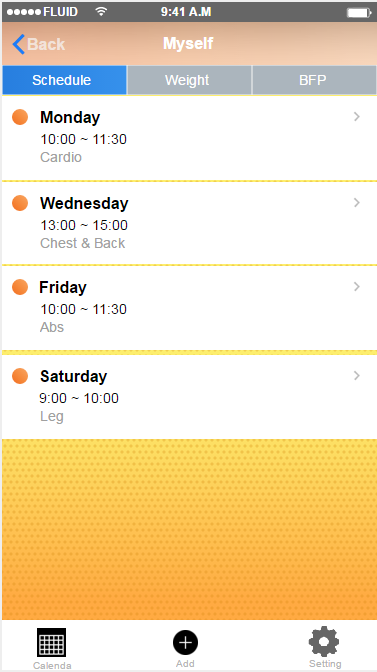 FLUID 9:41 A.M
Back Myself
Schedule Weight BFP
Monday
10:00 ~ 11:30
Cardio
Wednesday
13:00 ~ 15:00
Chest & Back
Friday
10:00 ~ 11:30
Abs
Saturday
9:00 ~ 10:00
Leg
Calenda Add Setting